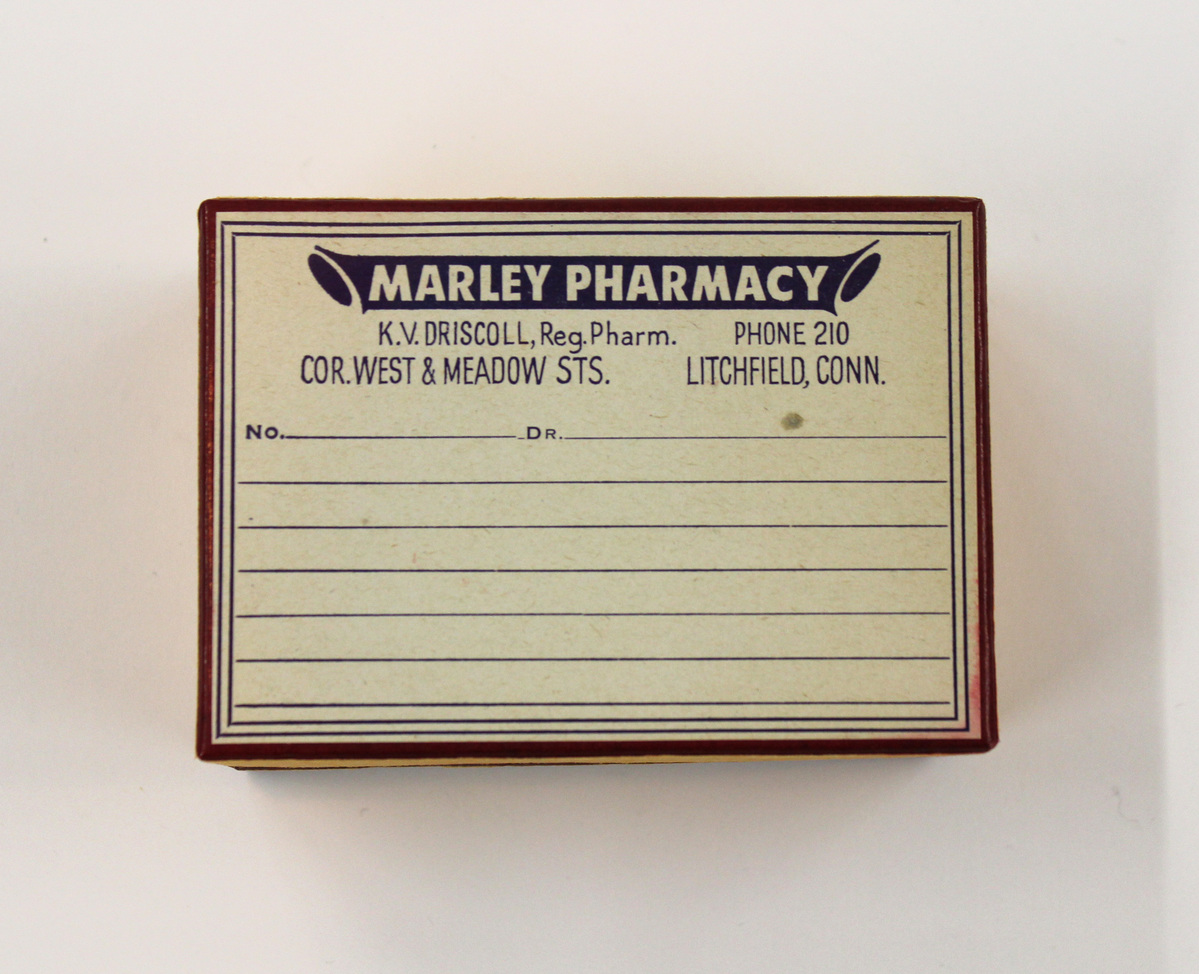 MARLEY PHARMACY
K.V. DRISCOLL, Reg. Pharm. PHONE 210
COR. WEST & MEADOW STS. LITCHFIELD, CONN.
No. DR.